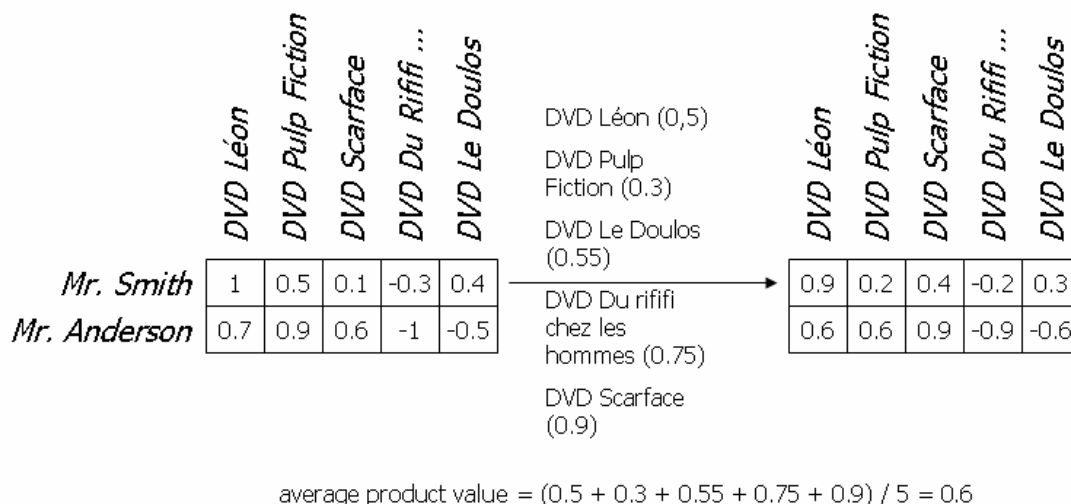 DVD Léon
DVD Pulp Fiction
DVD Scarface
DVD Du Rififi ...
DVD Le Doulos
Mr. Smith 1 0.5 0.1 -0.3 0.4
Mr. Anderson 0.7 0.9 0.6 -1 -0.5
DVD Léon (0,5)
DVD Pulp
Fiction (0.3)
DVD Le Doulos
(0.55)
DVD Du rififi
chez les
hommes (0.75)
DVD Scarface
(0.9)
DVD Léon
DVD Pulp Fiction
DVD Scarface
DVD Du Rififi ...
DVD Le Doulos
0.9 0.2 0.4 -0.2 0.3
0.6 0.6 0.9 -0.9 -0.6
average product value = (0.5 + 0.3 + 0.55 + 0.75 + 0.9) / 5 = 0.6